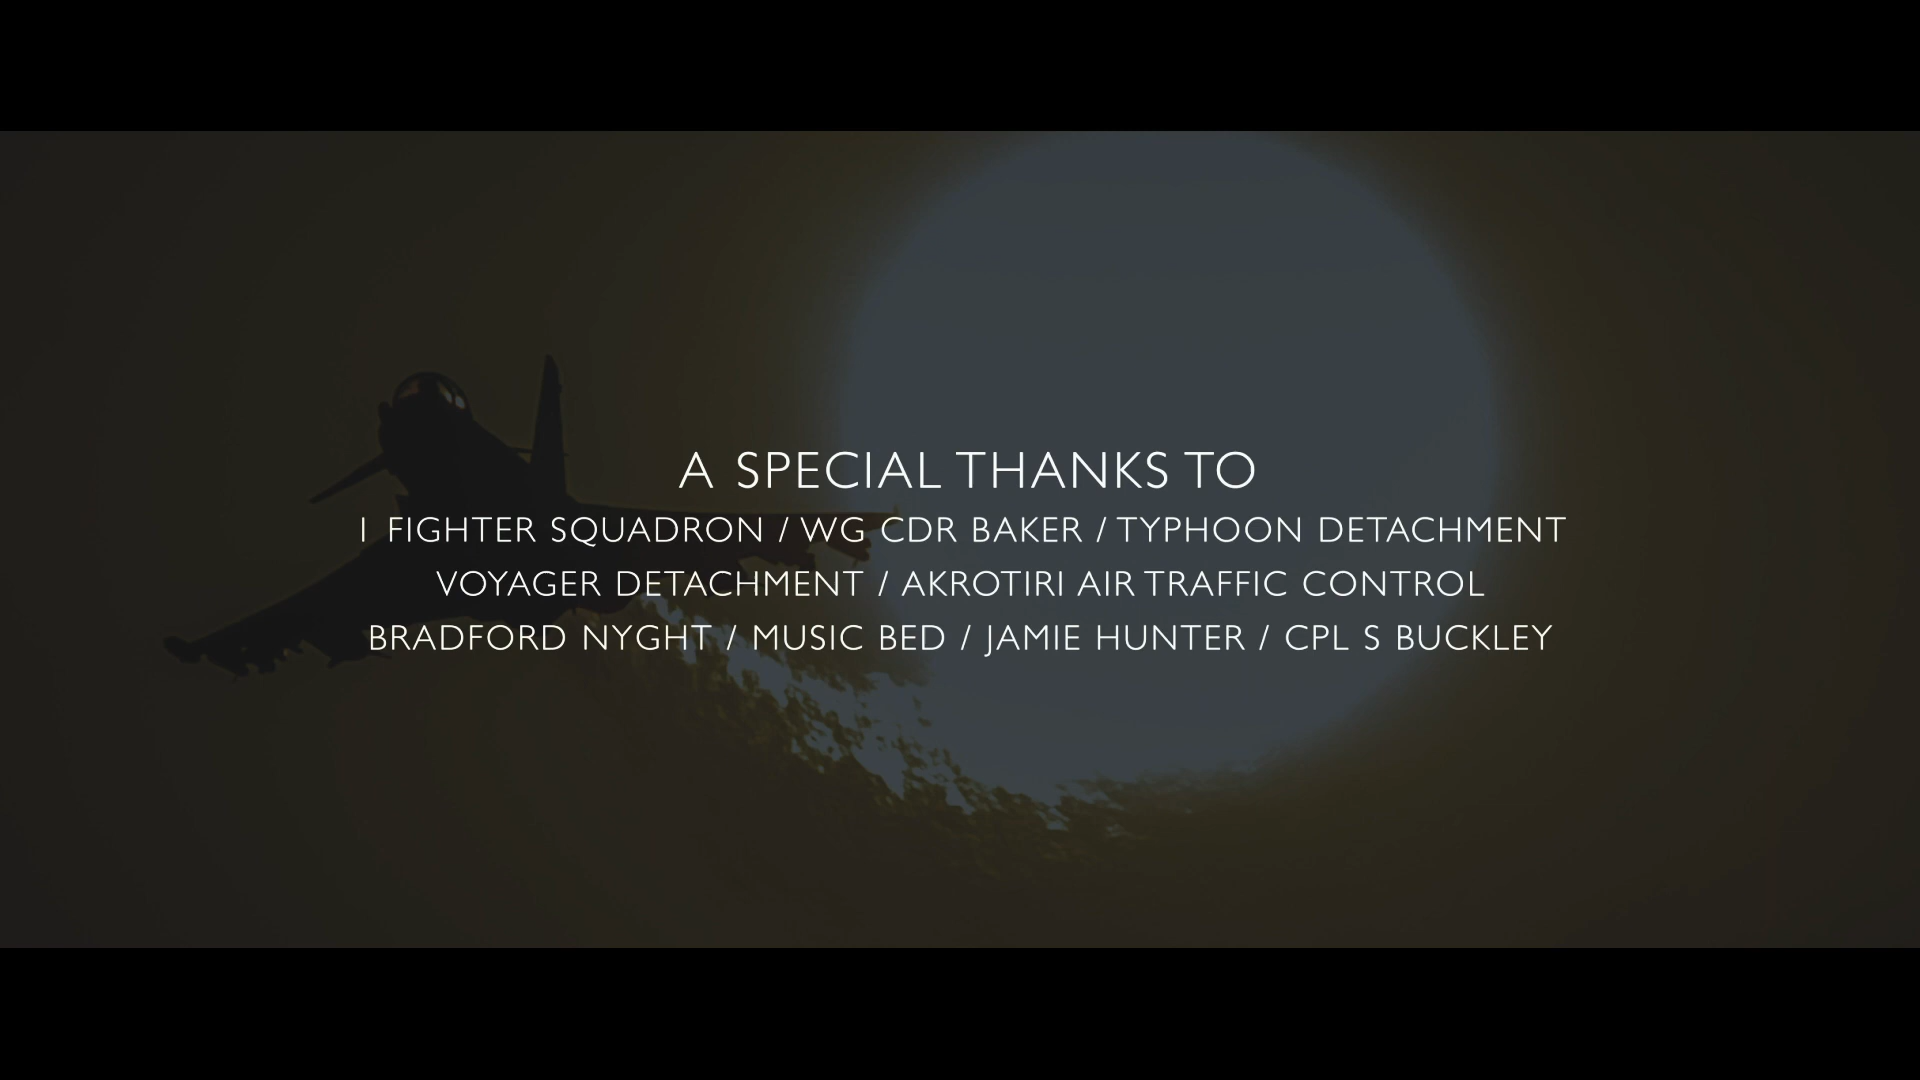 A SPECIAL THANKS TO
1 FIGHTER SQUADRON / WG CDR BAKER / TYPHOON DETACHMENT
VOYAGER DETACHMENT / AKROTIRI AIR TRAFFIC CONTROL
BRADFORD NYGHT / MUSIC BED / JAMIE HUNTER / CPL S BUCKLEY